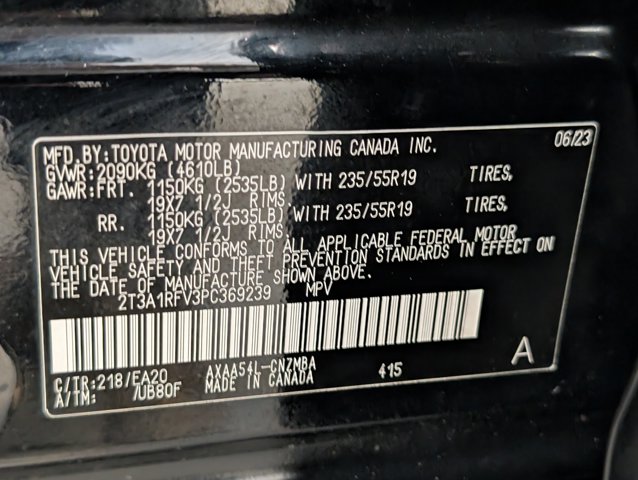 06/23
MFD.BY:TOYOTA MOTOR MANUFACTURING CANADA INC.
GVWR:2090KG (4610LB)
GAWR:FRT. 1150KG (2535LB) WITH 235/55R19 TIRES,
19X7 1/2J RIMS.
RR. 1150KG (2535LB) WITH 235/55R19 TIRES,
19X7 1/2J RIMS.
THIS VEHICLE CONFORMS TO ALL APPLICABLE FEDERAL MOTOR
VEHICLE SAFETY AND THEFT PREVENTION STANDARDS IN EFFECT ON
THE DATE OF MANUFACTURE SHOWN ABOVE.
2T3A1RFV3PC369239 MPV
C/TR:218/EA20 AXAA54L-CNZMBA 415 A
A/TM: /UB80F MADE IN CANADA